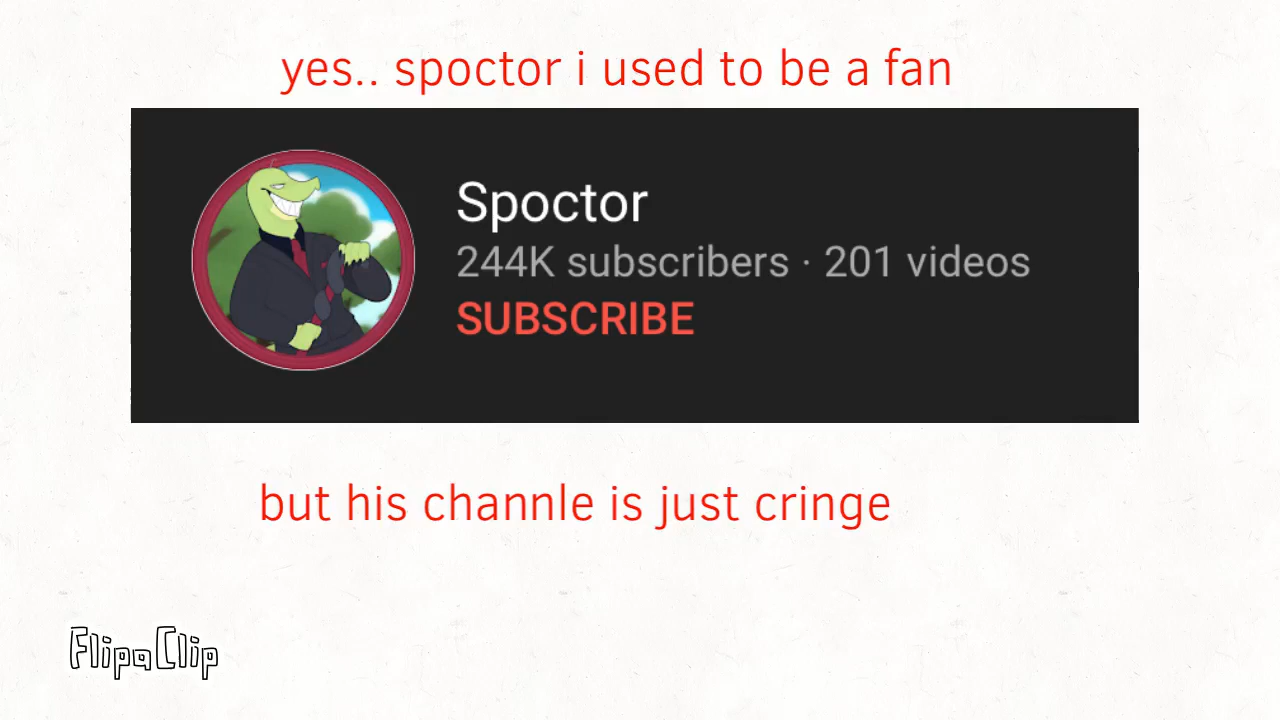 yes.. spoctor i used to be a fan
Spoctor
244K subscribers · 201 videos
SUBSCRIBE
but his channle is just cringe
FlipaClip